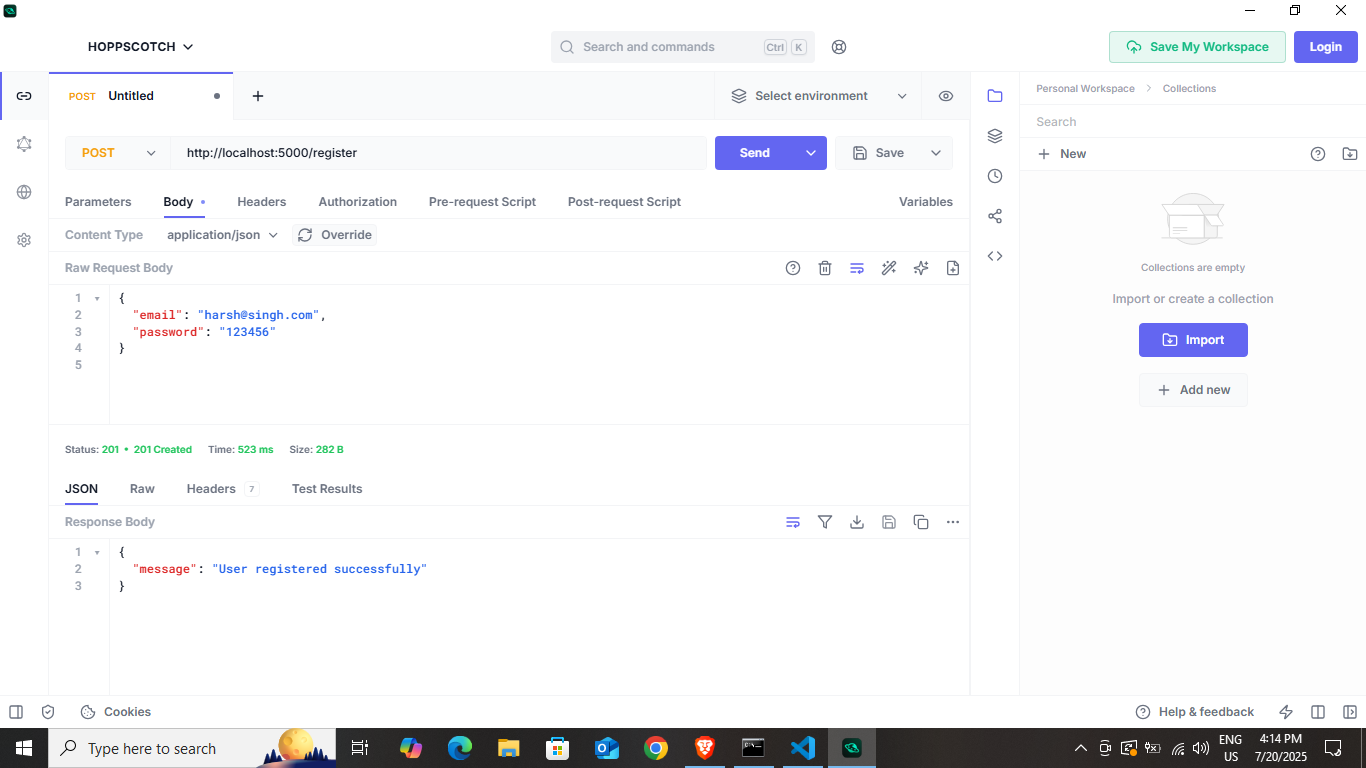 HOPPSCOTCH
Search and commands
Ctrl K
Save My Workspace
Login
POST Untitled
Select environment
Personal Workspace
Collections
POST
http://localhost:5000/register
Send
Save
Search
New
Parameters
Body
Headers
Authorization
Pre-request Script
Post-request Script
Variables
Content Type
application/json
Override
Raw Request Body
1 {
2 "email": "harsh@singh.com",
3 "password": "123456"
4 }
5
Collections are empty
Import or create a collection
Import
Add new
Status: 201 • 201 Created Time: 523 ms Size: 282 B
JSON
Raw
Headers 7
Test Results
Response Body
1 {
2 "message": "User registered successfully"
3 }
Cookies
Help & feedback
Type here to search
ENG
US
4:14 PM
7/20/2025